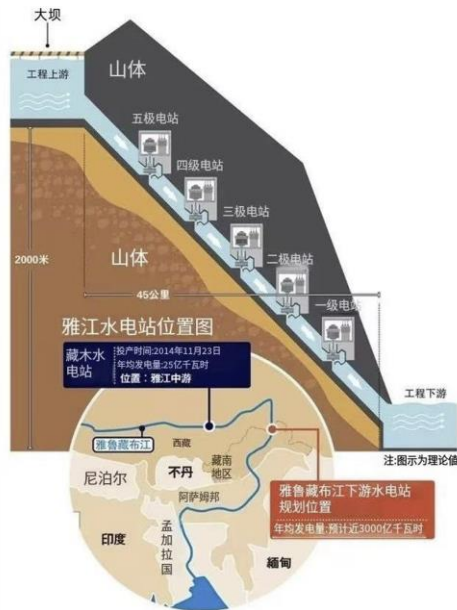 大坝
工程上游
山体
五极电站
四级电站
三极电站
二极电站
一级电站
2000米
山体
45公里
工程下游
注:图示为理论值
雅江水电站位置图
藏木水
电站
投产时间:2014年11月23日
年均发电量:25亿千瓦时
位置：雅江中游
雅鲁藏布江
西藏
藏南
地区
尼泊尔
不丹
阿萨姆邦
印度
孟加拉国
緬甸
雅鲁藏布江下游水电站
规划位置
年均发电量:预计近3000亿千瓦时